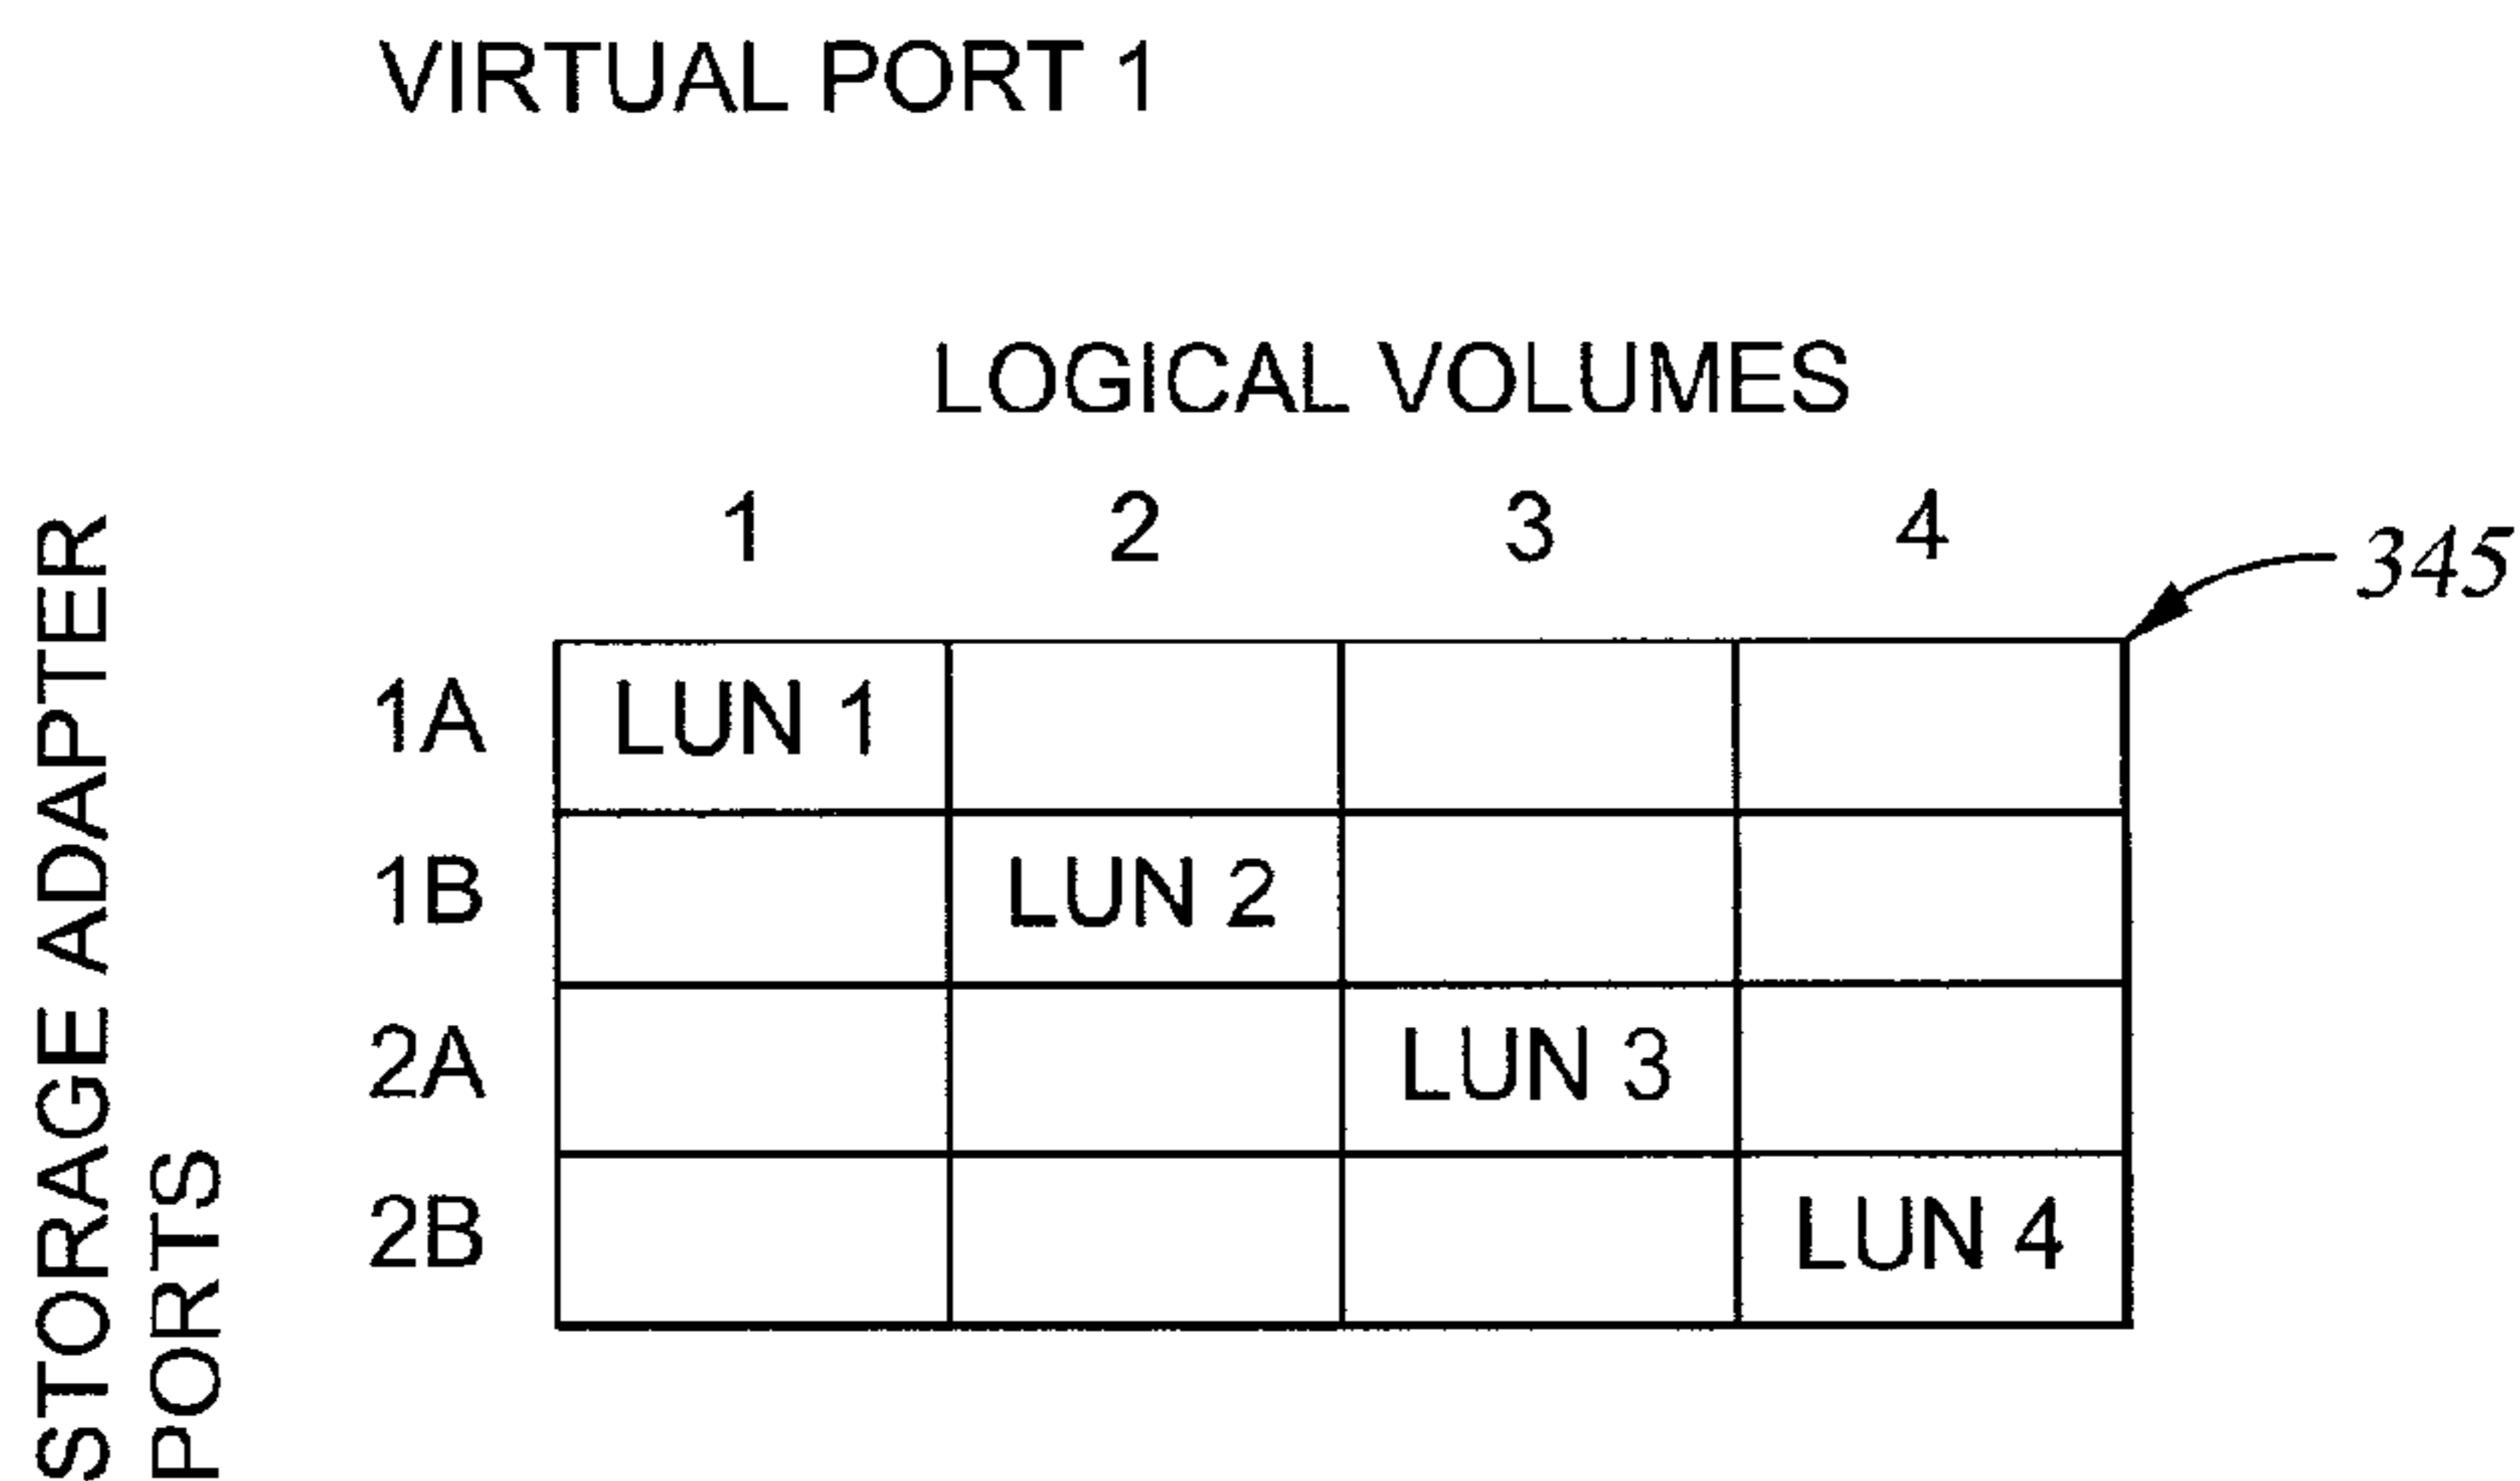 VIRTUAL PORT 1
LOGICAL VOLUMES
1 2 3 4
345
STORAGE ADAPTER
PORTS
1A LUN 1
1B LUN 2
2A LUN 3
2B LUN 4